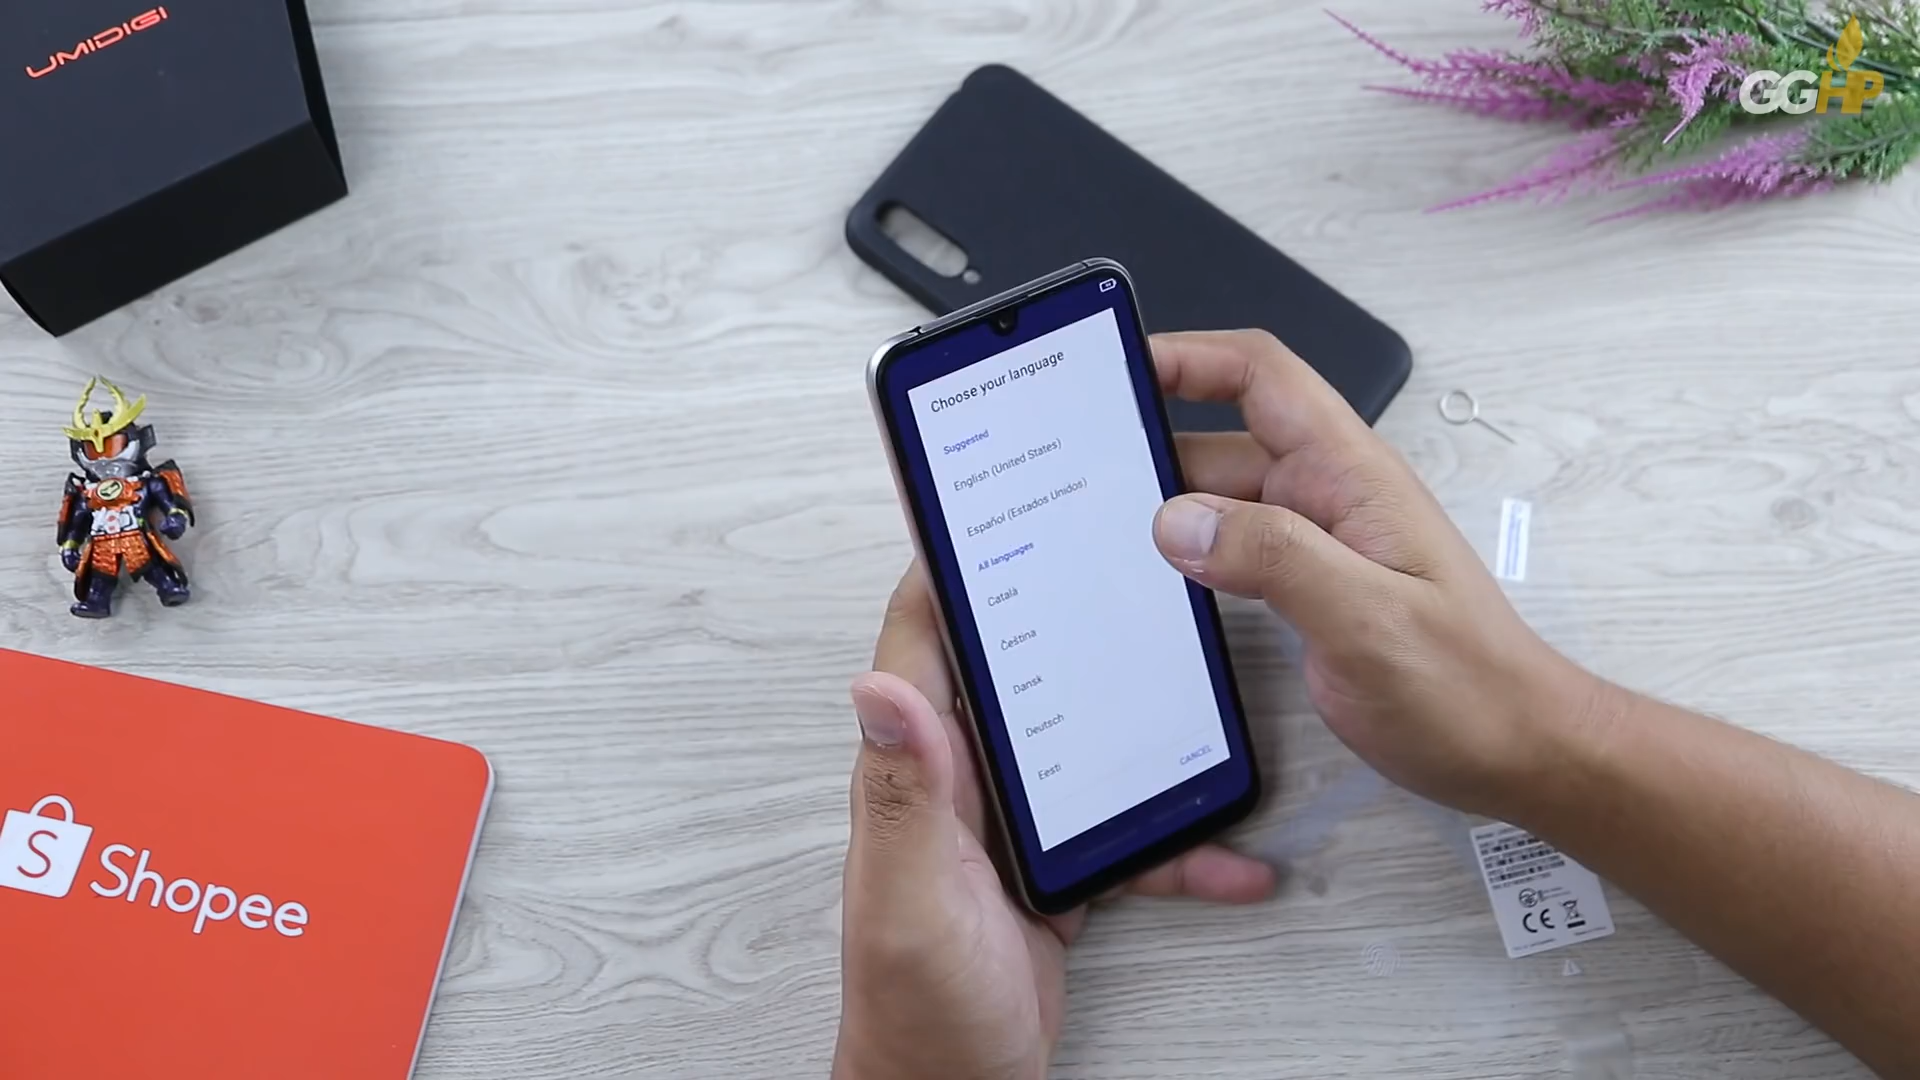 UMIDIGI
GGHP
Choose your language
Suggested
English (United States)
Español (Estados Unidos)
All languages
Català
Čeština
Dansk
Deutsch
Eesti
CANCEL
S
Shopee
CE